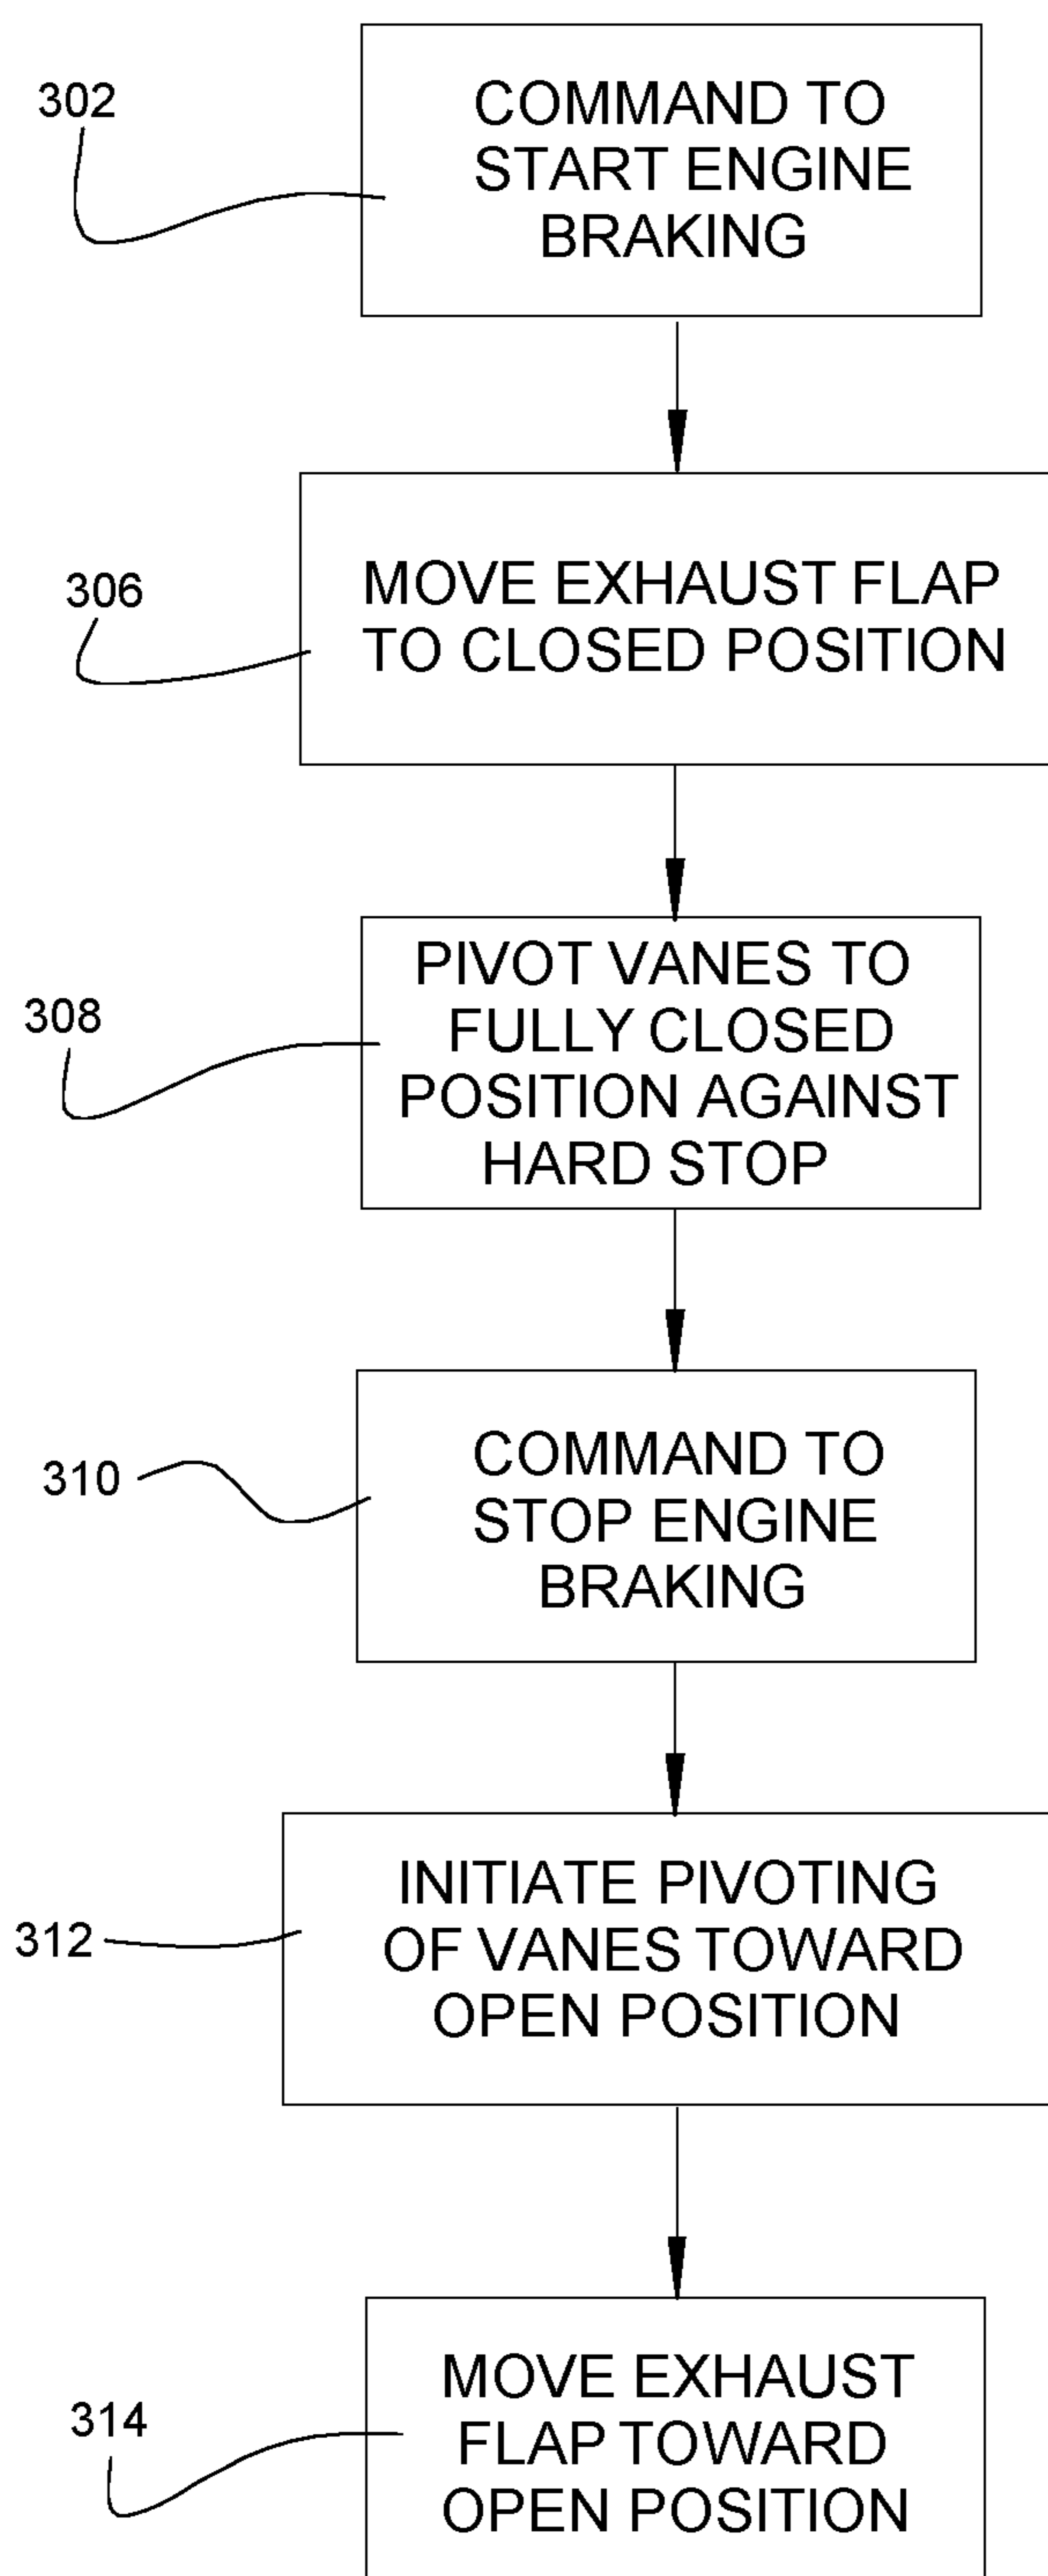 302
COMMAND TO
START ENGINE
BRAKING
306
MOVE EXHAUST FLAP
TO CLOSED POSITION
308
PIVOT VANES TO
FULLY CLOSED
POSITION AGAINST
HARD STOP
310
COMMAND TO
STOP ENGINE
BRAKING
312
INITIATE PIVOTING
OF VANES TOWARD
OPEN POSITION
314
MOVE EXHAUST
FLAP TOWARD
OPEN POSITION